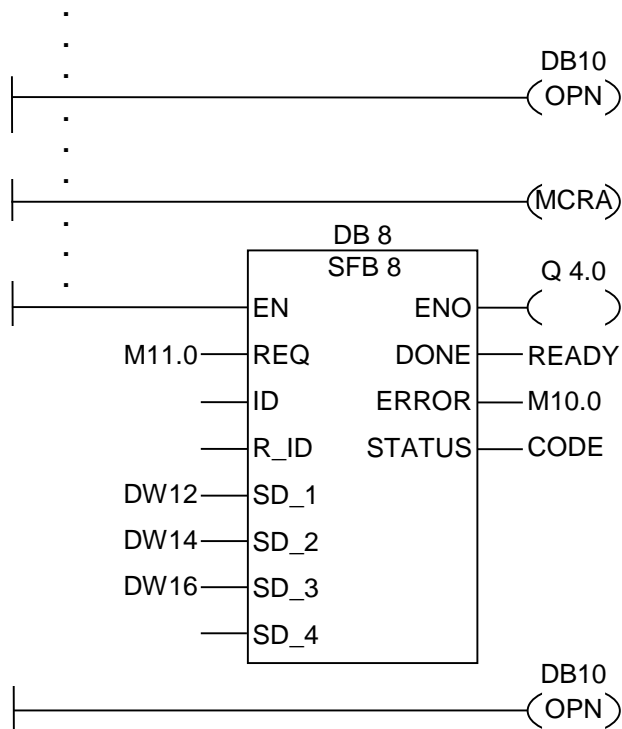 DB10
OPN
MCRA
DB 8
SFB 8
Q 4.0
EN ENO
M11.0 REQ DONE READY
ID ERROR M10.0
R_ID STATUS CODE
DW12 SD_1
DW14 SD_2
DW16 SD_3
SD_4
DB10
OPN